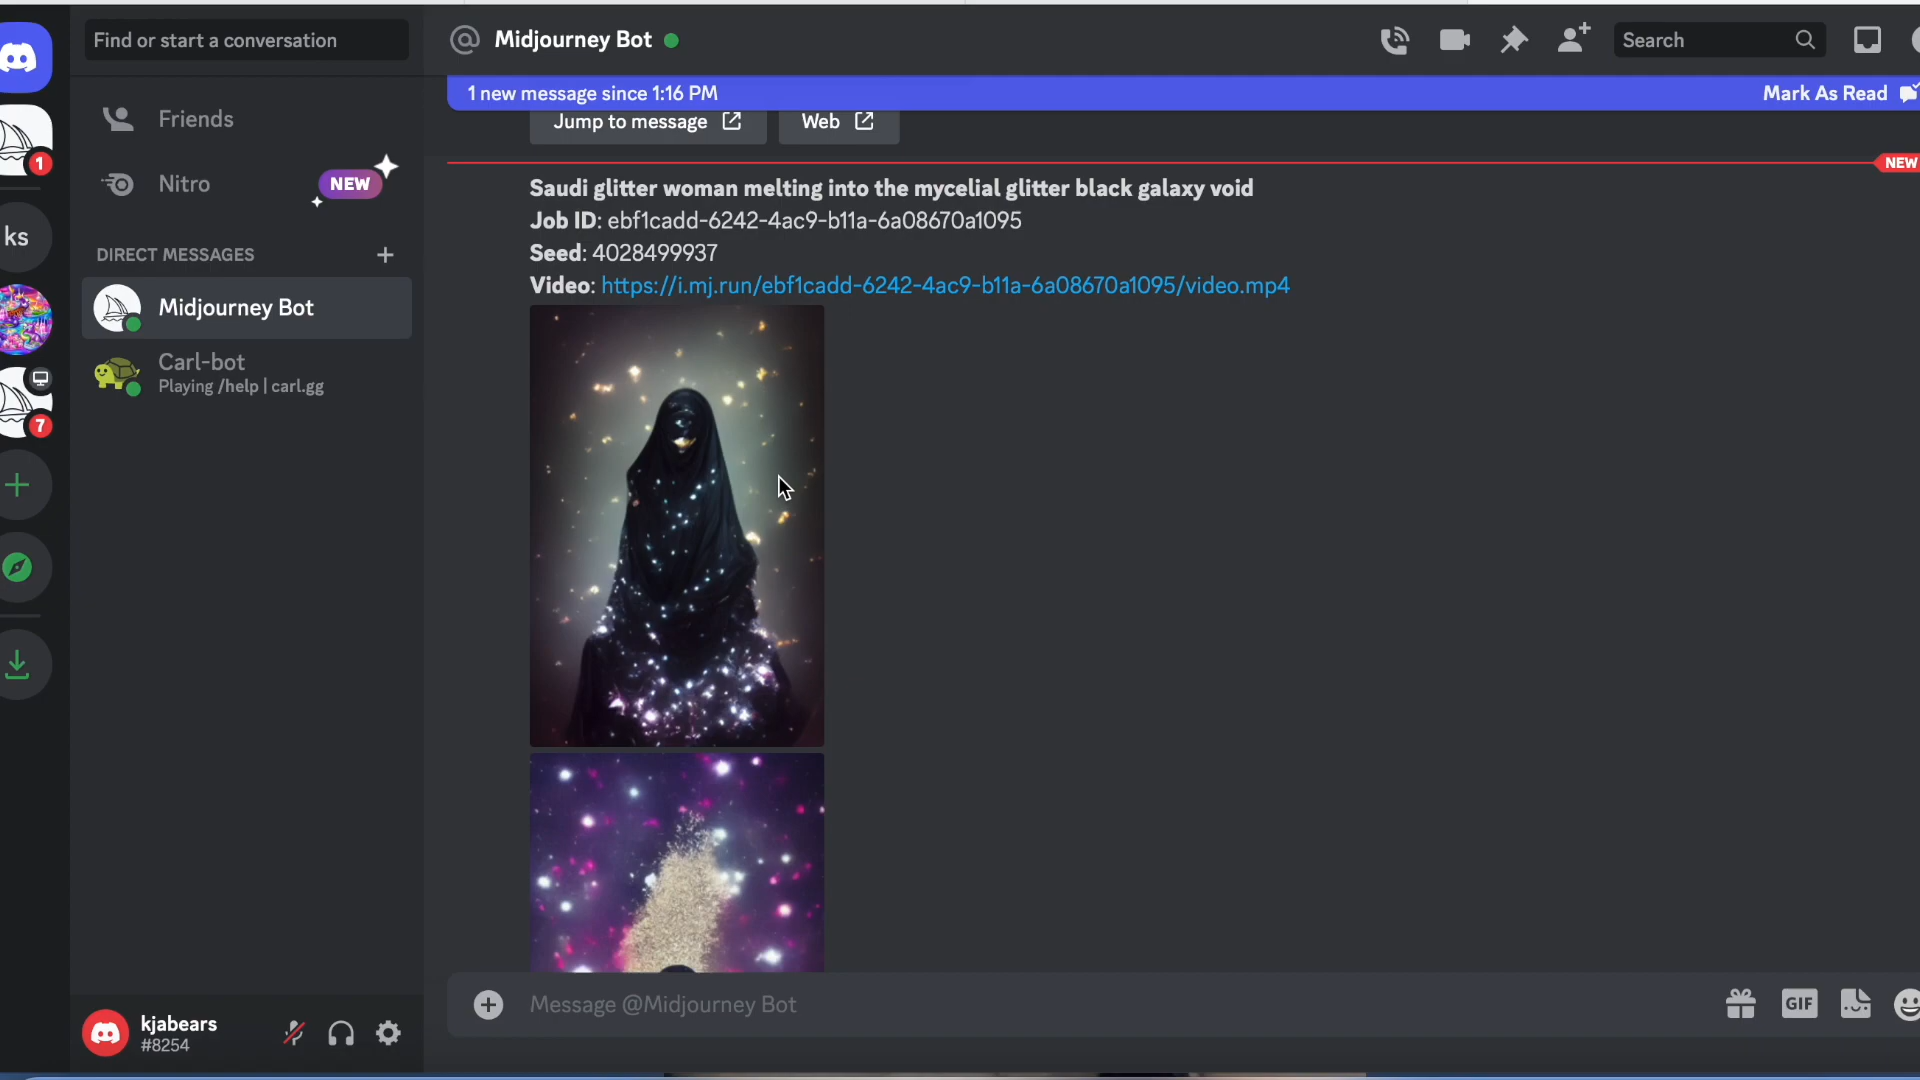 Find or start a conversation
Midjourney Bot
Search
1 new message since 1:16 PM
Mark As Read
Friends
Jump to message
Web
1
NEW
Nitro
NEW
Saudi glitter woman melting into the mycelial glitter black galaxy void
Job ID: ebf1cadd-6242-4ac9-b11a-6a08670a1095
ks
DIRECT MESSAGES
Seed: 4028499937
Video: https://i.mj.run/ebf1cadd-6242-4ac9-b11a-6a08670a1095/video.mp4
Midjourney Bot
Carl-bot
Playing /help | carl.gg
7
Message @Midjourney Bot
GIF
kjabears
#8254